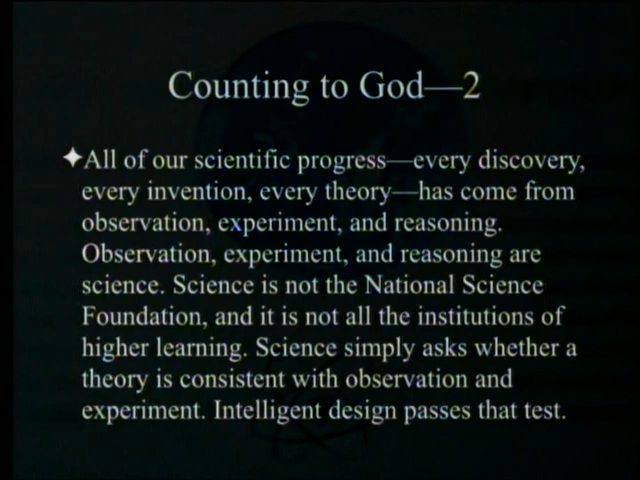 Counting to God—2
✦All of our scientific progress—every discovery,
every invention, every theory—has come from
observation, experiment, and reasoning.
Observation, experiment, and reasoning are
science. Science is not the National Science
Foundation, and it is not all the institutions of
higher learning. Science simply asks whether a
theory is consistent with observation and
experiment. Intelligent design passes that test.